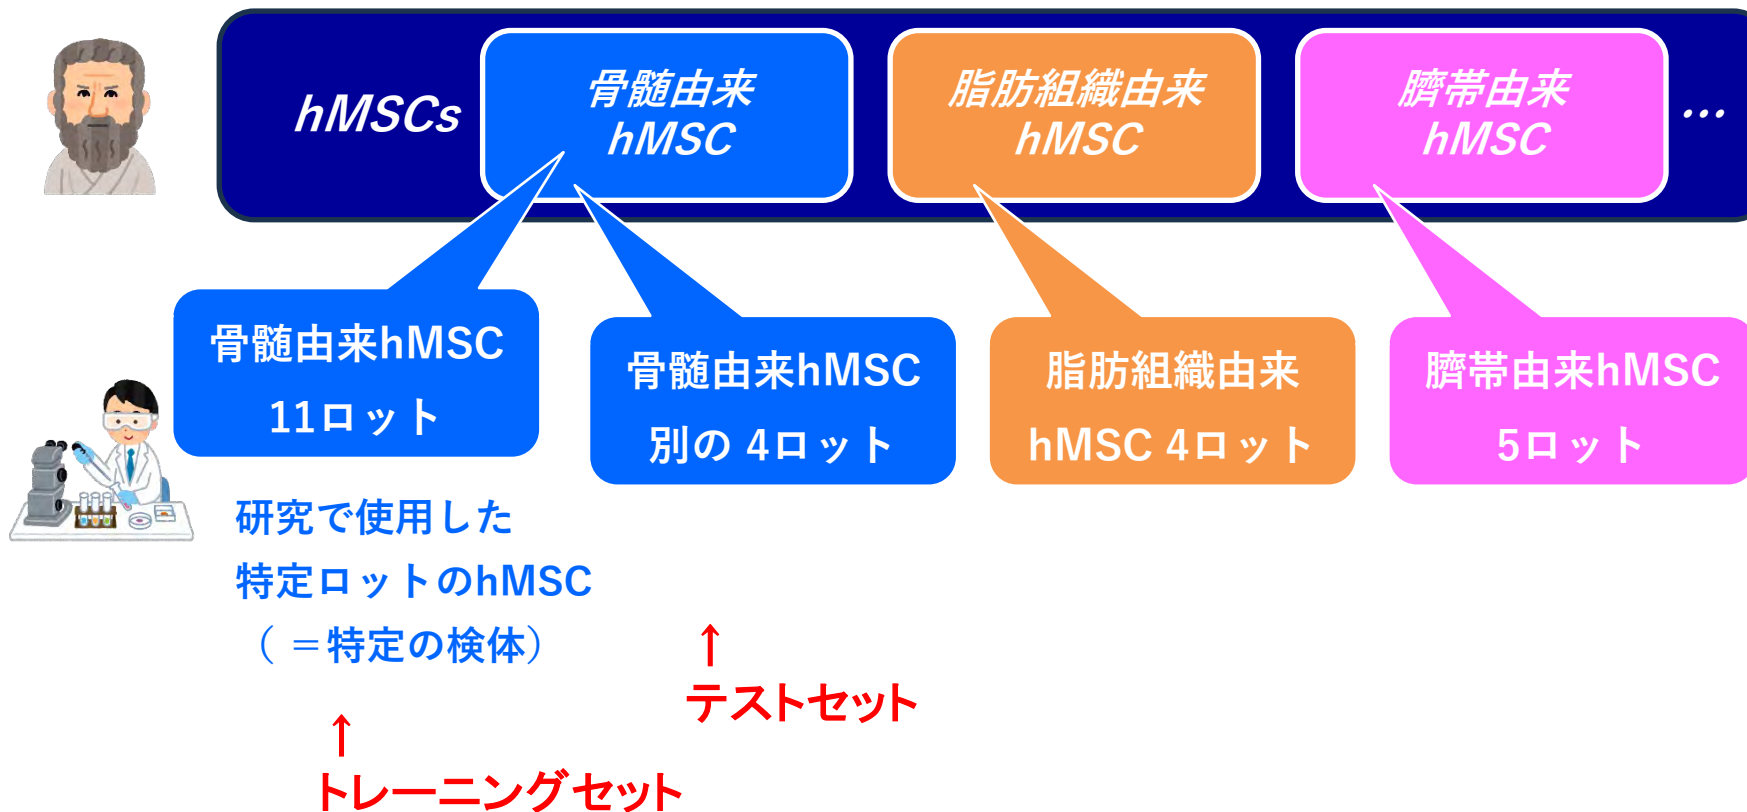 hMSCs
骨髄由来
hMSC
脂肪組織由来
hMSC
臍帯由来
hMSC
…
骨髄由来hMSC
11ロット
骨髄由来hMSC
別の 4ロット
脂肪組織由来
hMSC 4ロット
臍帯由来hMSC
5ロット
研究で使用した
特定ロットのhMSC
（ ＝特定の検体）
↑
テストセット
↑
トレーニングセット